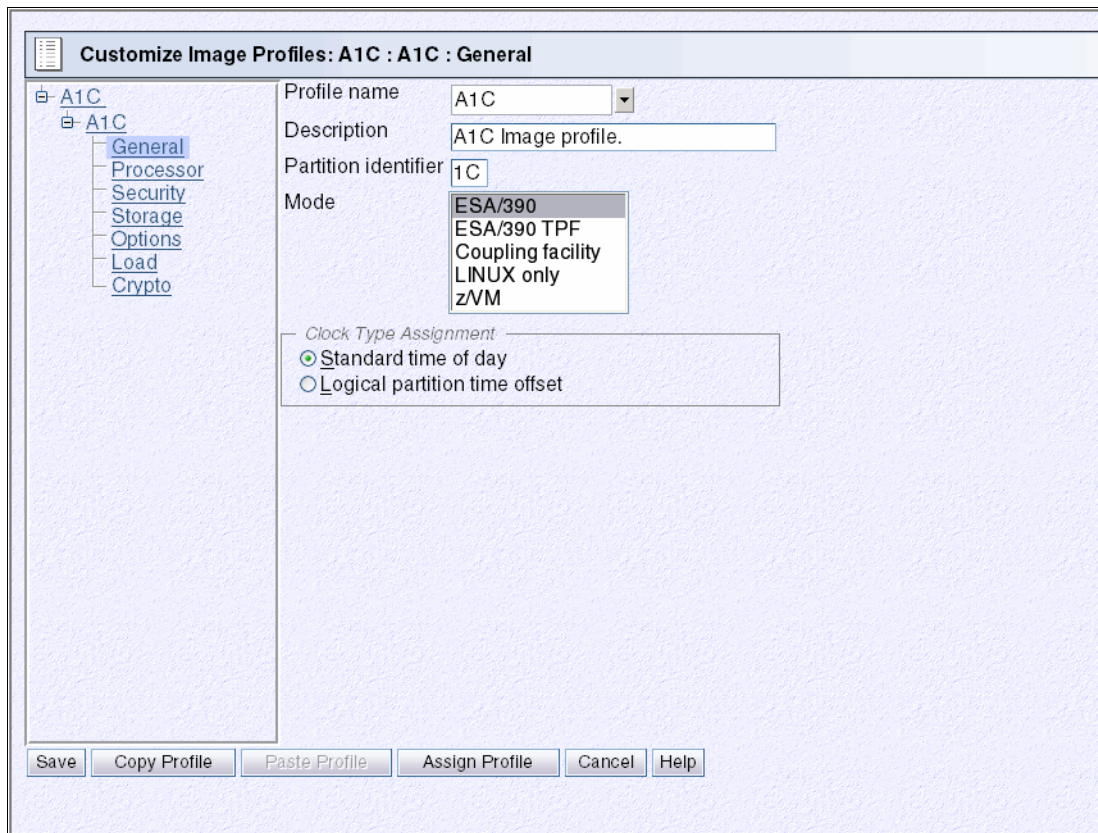 Customize Image Profiles: A1C : A1C : General
A1C
A1C
General
Processor
Security
Storage
Options
Load
Crypto
Profile name
A1C
Description
A1C Image profile.
Partition identifier
1C
Mode
ESA/390
ESA/390 TPF
Coupling facility
LINUX only
z/VM
Clock Type Assignment
Standard time of day
Logical partition time offset
Save
Copy Profile
Paste Profile
Assign Profile
Cancel
Help